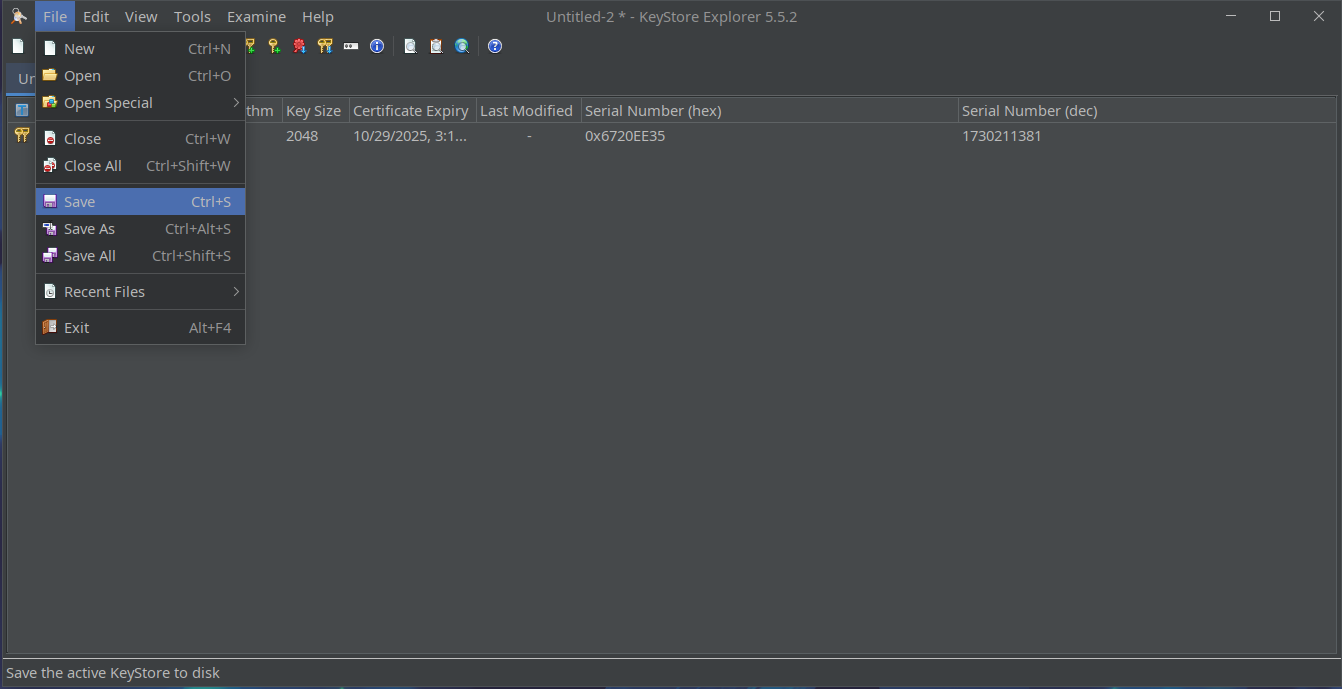 File Edit View Tools Examine Help Untitled-2 * - KeyStore Explorer 5.5.2
New Ctrl+N
Open Ctrl+O
Open Special
Close Ctrl+W
Close All Ctrl+Shift+W
Save Ctrl+S
Save As Ctrl+Alt+S
Save All Ctrl+Shift+S
Recent Files
Exit Alt+F4
Un
thm Key Size Certificate Expiry Last Modified Serial Number (hex) Serial Number (dec)
2048 10/29/2025, 3:1... - 0x6720EE35 1730211381
Save the active KeyStore to disk